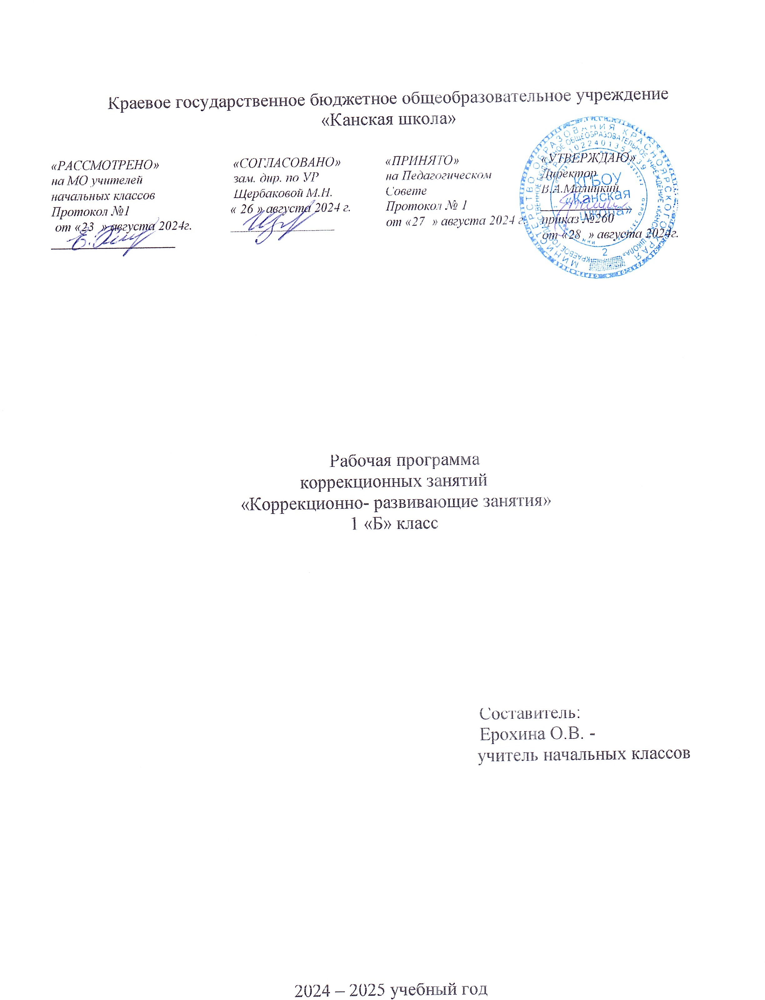 Краевое государственное бюджетное общеобразовательное учреждение
«Канская школа»
«РАССМОТРЕНО»
на МО учителей
начальных классов
Протокол №1
от «23 » августа 2024г.
«СОГЛАСОВАНО»
зам. дир. по УР
Щербаковой М.Н.
« 26 » августа 2024 г.
«ПРИНЯТО»
на Педагогическом
Совете
Протокол № 1
от «27 » августа 2024 г.
«УТВЕРЖДАЮ»
Директор
В.А.Малицкий
приказ №260
от «28 » августа 2024г.
МИНИСТЕРСТВО ОБРАЗОВАНИЯ КРАСНОЯРСКОГО КРАЯ
КРАЕВОЕ ГОСУДАРСТВЕННОЕ БЮДЖЕТНОЕ ОБЩЕОБРАЗОВАТЕЛЬНОЕ УЧРЕЖДЕНИЕ «КАНСКАЯ ШКОЛА»
КГБОУ
«Канская
школа»
2
Рабочая программа
коррекционных занятий
«Коррекционно- развивающие занятия»
1 «Б» класс
Составитель:
Ерохина О.В. -
учитель начальных классов
2024 – 2025 учебный год